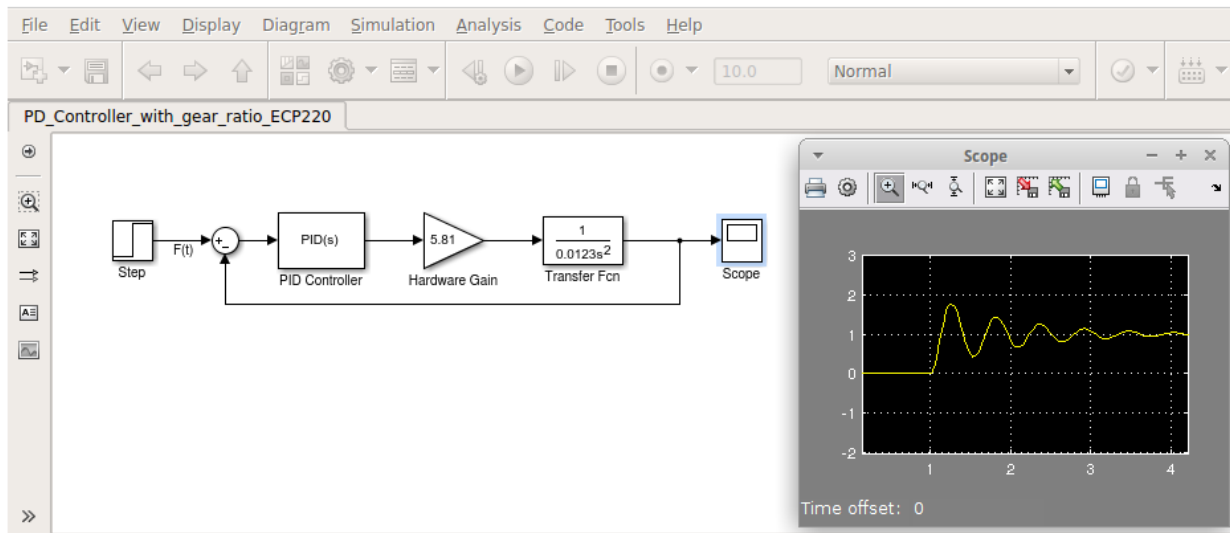 File Edit View Display Diagram Simulation Analysis Code Tools Help
10.0 Normal
PD_Controller_with_gear_ratio_ECP220
Scope
Step
F(t)
PID(s)
PID Controller
5.81
Hardware Gain
1
0.0123s²
Transfer Fcn
Scope
3
2
1
0
-1
-2
1 2 3 4
Time offset: 0